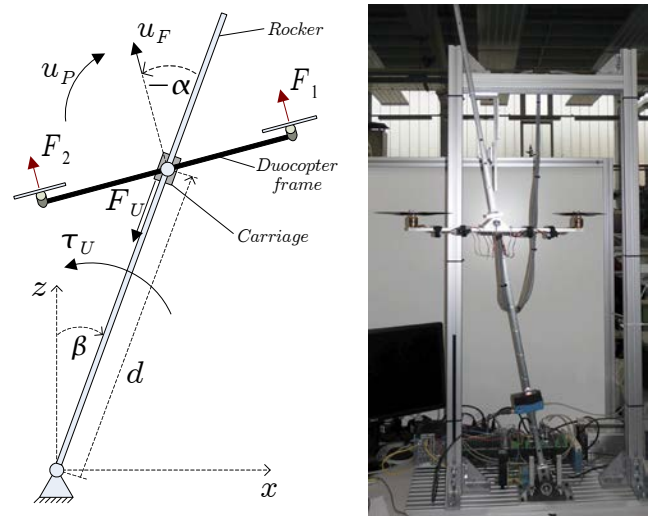 u_F
Rocker
u_P
−α
F_1
F_2
Duocopter
frame
F_U
Carriage
τ_U
z
β
d
x